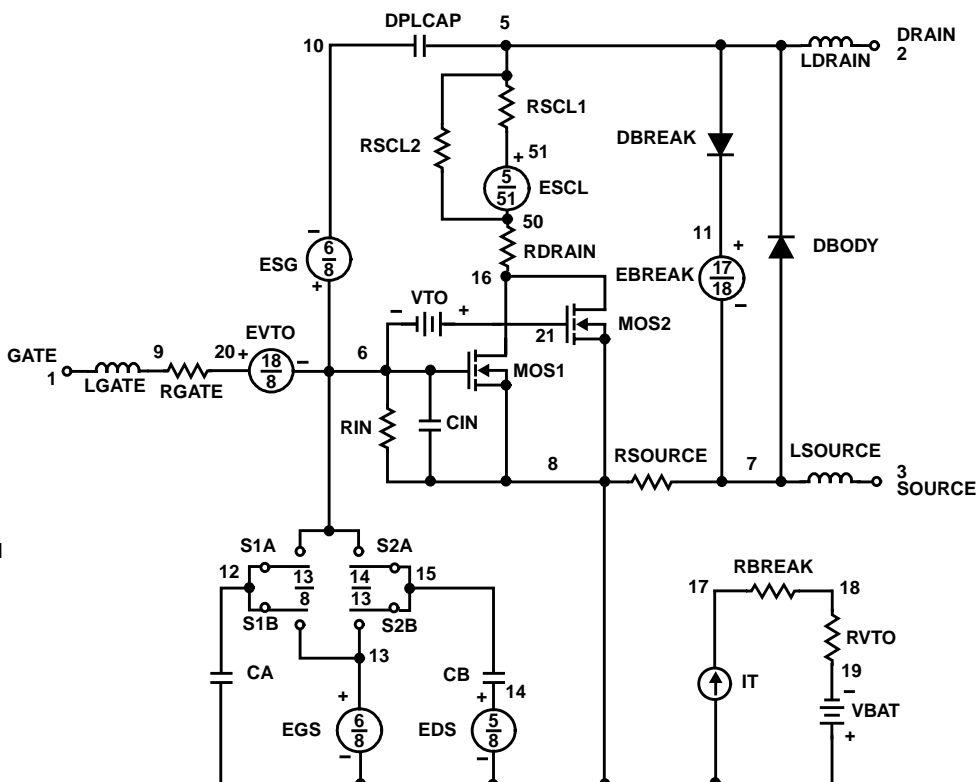 DPLCAP 5
10
DRAIN
2
LDRAIN
RSCL1
RSCL2
DBREAK
+ 51
5
51
ESCL
50
RDRAIN
11
+
DBODY
−
6
8
ESG
+
16
EBREAK
17
18
−
VTO
−
+
21
MOS2
EVTO
GATE
1
9
20
+
18
8
−
6
MOS1
LGATE
RGATE
RIN
CIN
8
RSOURCE
7
LSOURCE
3
SOURCE
S1A
S2A
12
13
8
14
13
15
S1B
S2B
13
RBREAK
17
18
RVTO
CA
CB
14
IT
19
−
VBAT
+
+
EGS
6
8
−
+
EDS
5
8
−